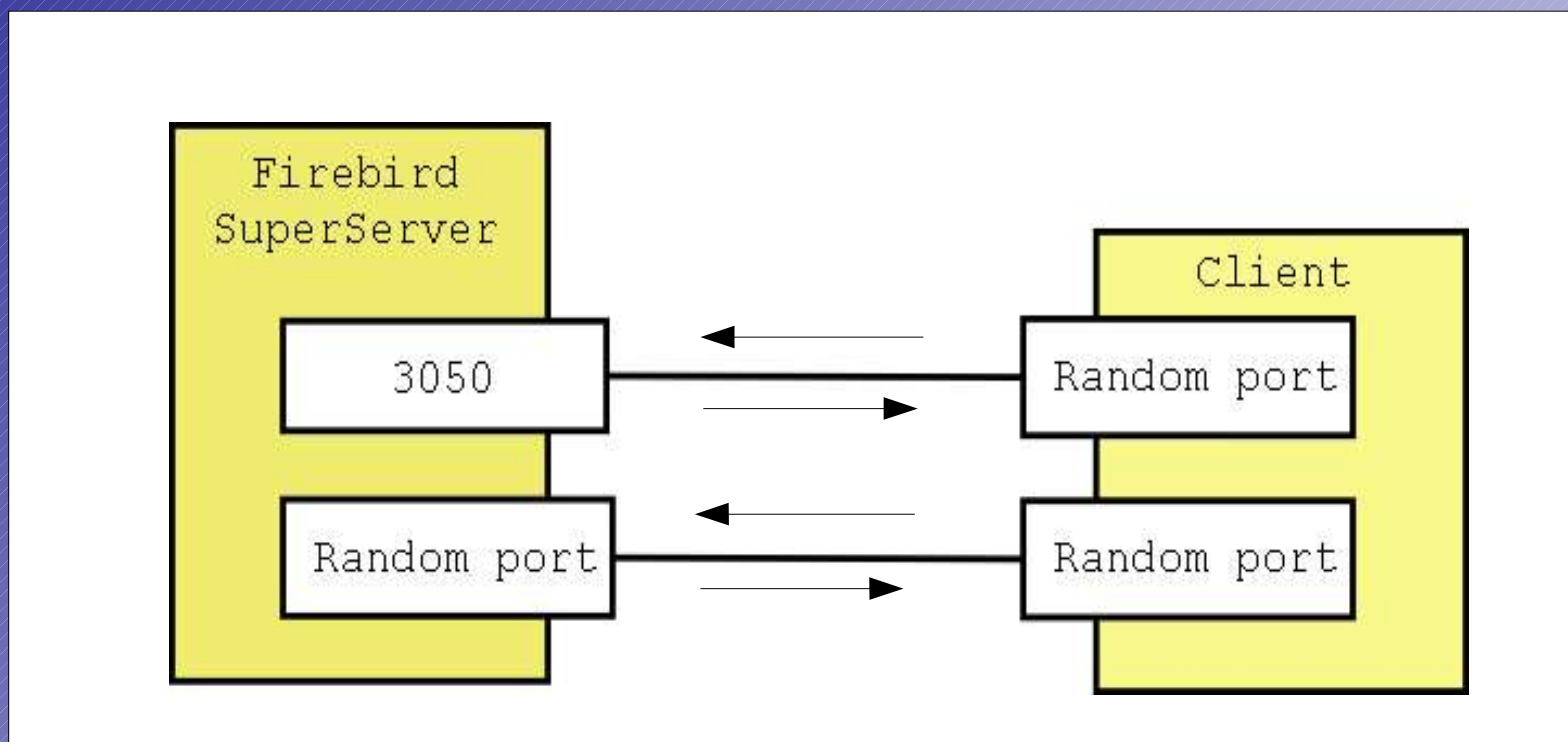 Firebird
SuperServer
Client
3050
Random port
Random port
Random port